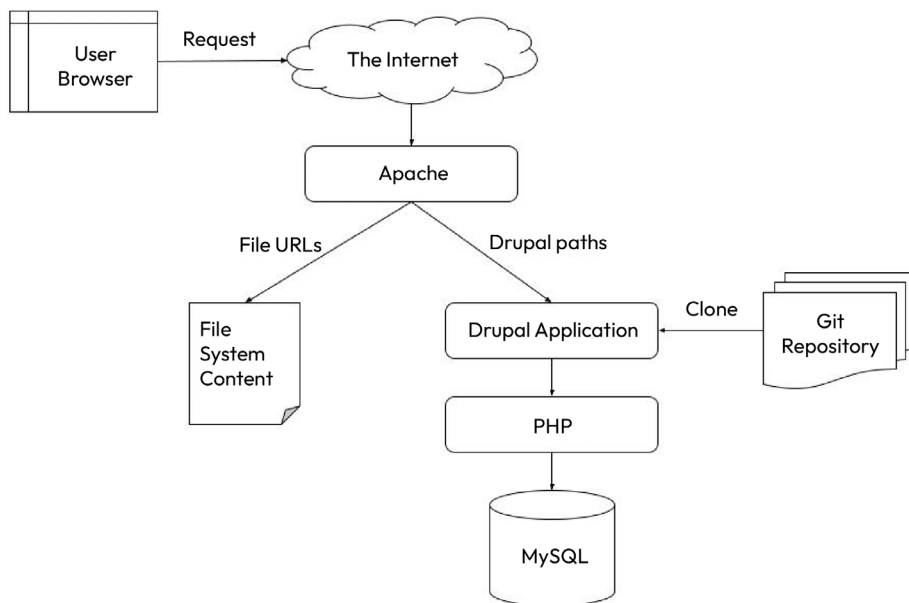 User
Browser
Request
The Internet
Apache
File URLs
Drupal paths
File
System
Content
Drupal Application
Clone
Git
Repository
PHP
MySQL